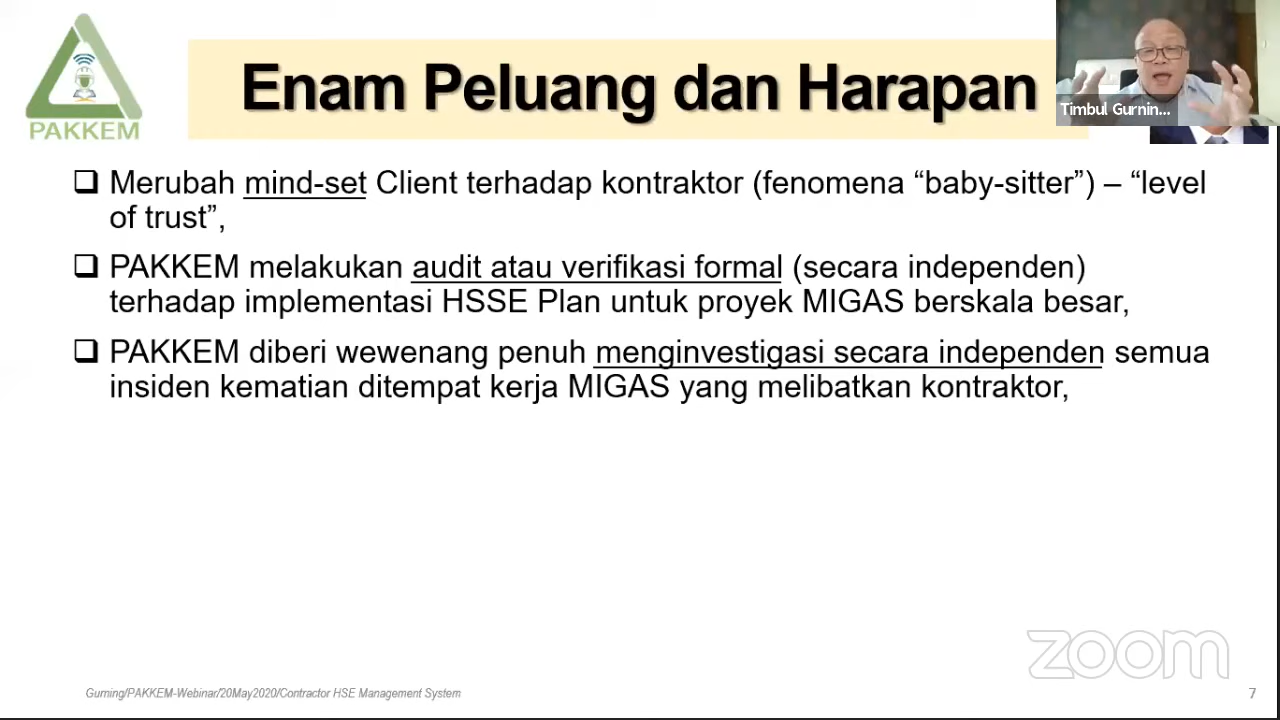 PAKKEM
Enam Peluang dan Harapan
Timbul Gurnin...
Merubah mind-set Client terhadap kontraktor (fenomena “baby-sitter”) – “level
of trust”,
PAKKEM melakukan audit atau verifikasi formal (secara independen)
terhadap implementasi HSSE Plan untuk proyek MIGAS berskala besar,
PAKKEM diberi wewenang penuh menginvestigasi secara independen semua
insiden kematian ditempat kerja MIGAS yang melibatkan kontraktor,
zoom
Gurning/PAKKEM-Webinar/20May2020/Contractor HSE Management System
7